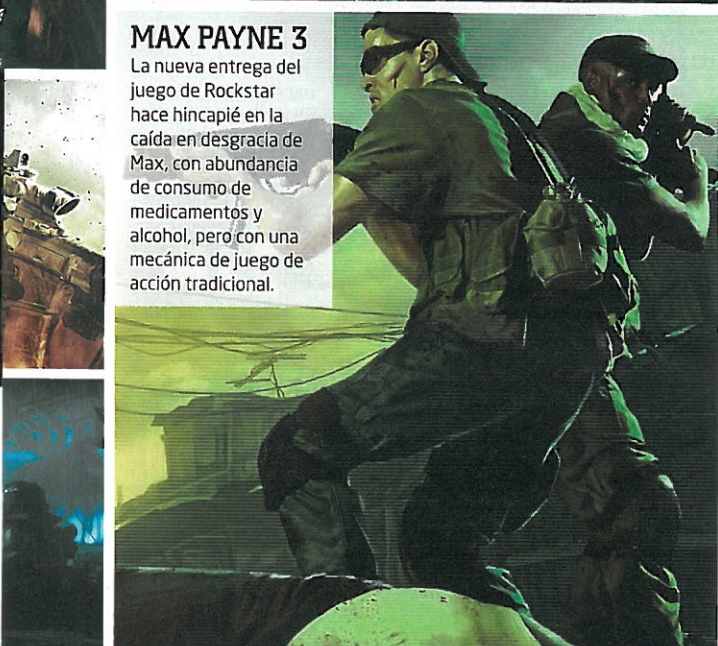 MAX PAYNE 3
La nueva entrega del
juego de Rockstar
hace hincapié en la
caída en desgracia de
Max, con abundancia
de consumo de
medicamentos y
alcohol, pero con una
mecánica de juego de
acción tradicional.